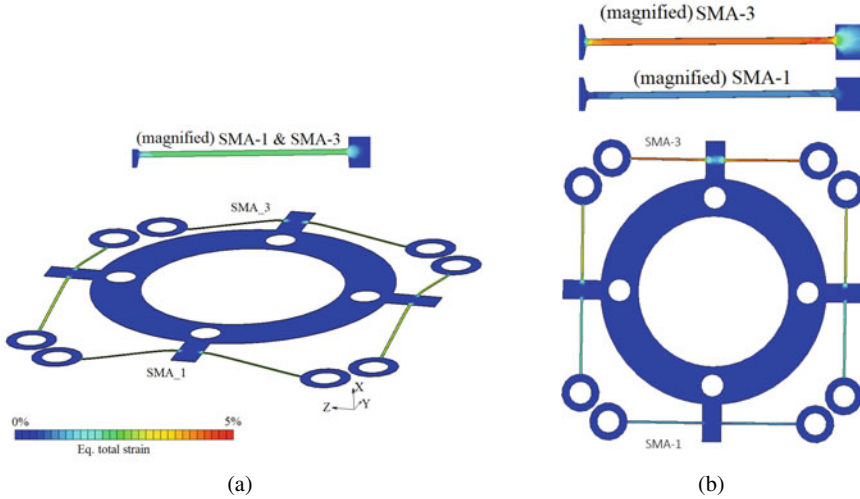 (magnified) SMA-3
(magnified) SMA-1
(magnified) SMA-1 & SMA-3
SMA-3
SMA_3
SMA_1
X
Z
Y
0%
5%
Eq. total strain
SMA-1
(a)
(b)